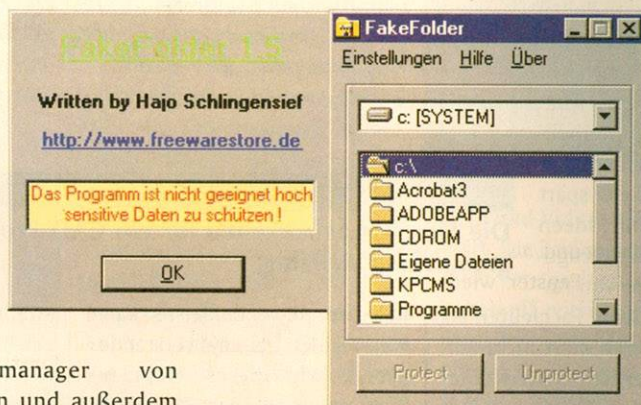 FakeFolder 1.5
Written by Hajo Schlingensief
http://www.freewarestore.de
Das Programm ist nicht geeignet hoch
sensitive Daten zu schützen !
OK
FakeFolder
Einstellungen Hilfe Über
c: [SYSTEM]
c:\
Acrobat3
ADOBEAPP
CDROM
Eigene Dateien
KPCMS
Programme
Protect Unprotect
manager von
und außerdem